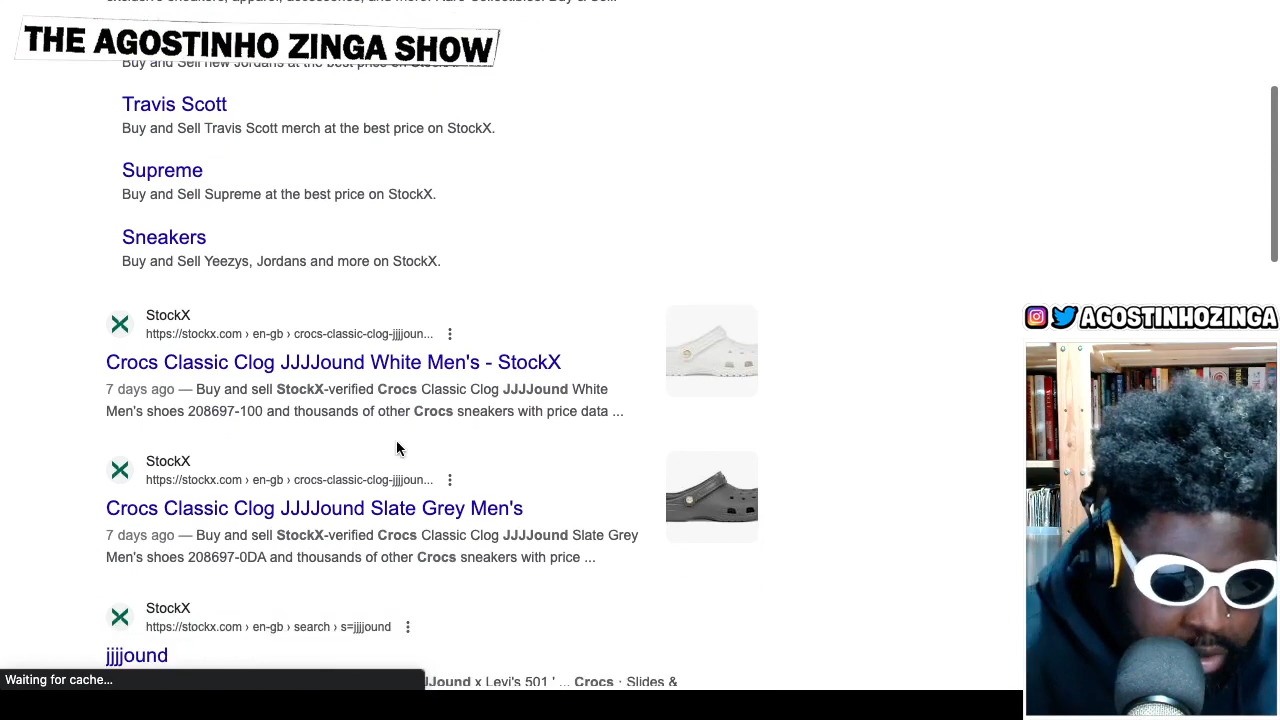 THE AGOSTINHO ZINGA SHOW
Travis Scott
Buy and Sell Travis Scott merch at the best price on StockX.
Supreme
Buy and Sell Supreme at the best price on StockX.
Sneakers
Buy and Sell Yeezys, Jordans and more on StockX.
StockX
https://stockx.com › en-gb › crocs-classic-clog-jjjjoun...
Crocs Classic Clog JJJJound White Men's - StockX
7 days ago — Buy and sell StockX-verified Crocs Classic Clog JJJJound White
Men's shoes 208697-100 and thousands of other Crocs sneakers with price data ...
StockX
https://stockx.com › en-gb › crocs-classic-clog-jjjjoun...
Crocs Classic Clog JJJJound Slate Grey Men's
7 days ago — Buy and sell StockX-verified Crocs Classic Clog JJJJound Slate Grey
Men's shoes 208697-0DA and thousands of other Crocs sneakers with price ...
StockX
https://stockx.com › en-gb › search › s=jjjjound
jjjjound
x Levi's 501 ' ... Crocs · Slides &
Waiting for cache...
AGOSTINHOZINGA